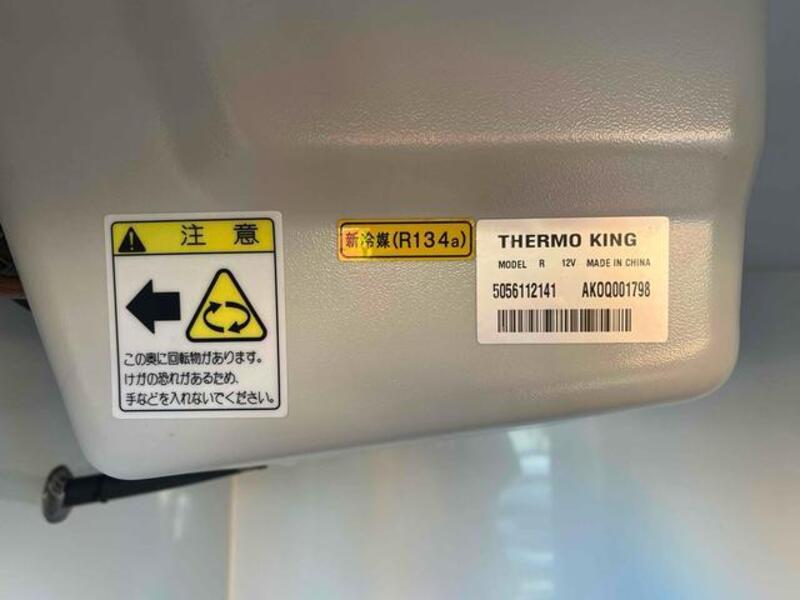 注意
この奥に回転物があります。
けがの恐れがあるため、
手などを入れないでください。
新冷媒(R134a)
THERMO KING
MODEL R 12V MADE IN CHINA
5056112141 AKOQ001798